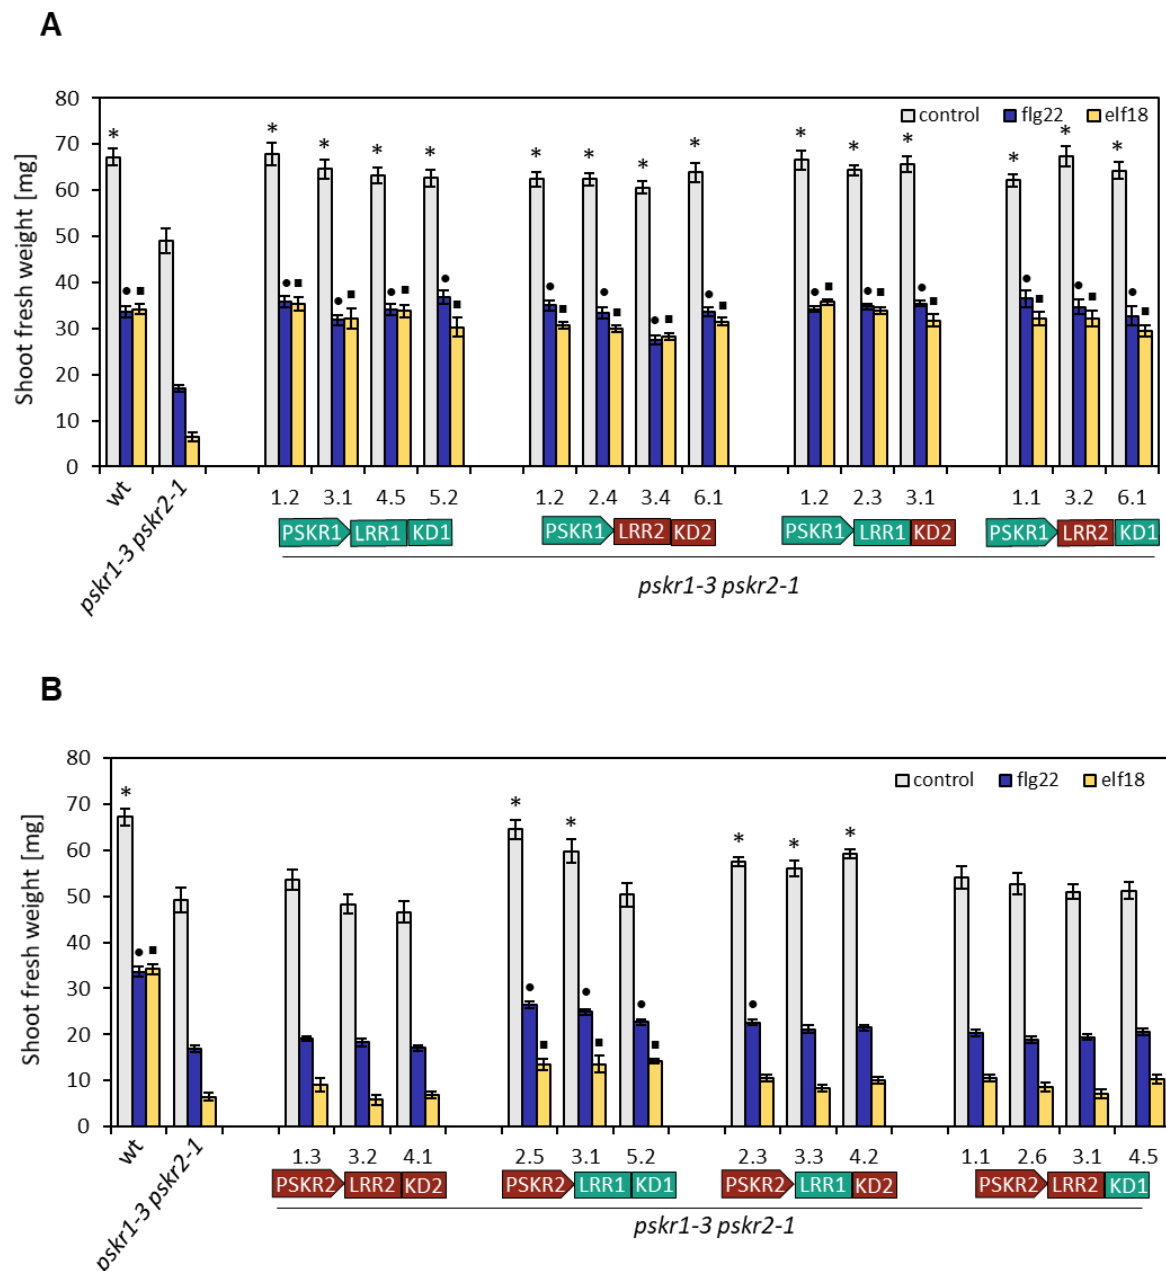 A
80
70
60
50
40
30
20
10
0
Shoot fresh weight [mg]
control flg22 elf18
* * * * * * * * * * * * * * * *
wt pskr1-3 pskr2-1
1.2 3.1 4.5 5.2 1.2 2.4 3.4 6.1 1.2 2.3 3.1 1.1 3.2 6.1
PSKR1 LRR1 KD1 PSKR1 LRR2 KD2 PSKR1 LRR1 KD2 PSKR1 LRR2 KD1
pskr1-3 pskr2-1
B
80
70
60
50
40
30
20
10
0
Shoot fresh weight [mg]
control flg22 elf18
* * * * * *
wt pskr1-3 pskr2-1
1.3 3.2 4.1 2.5 3.1 5.2 2.3 3.3 4.2 1.1 2.6 3.1 4.5
PSKR2 LRR2 KD2 PSKR2 LRR1 KD1 PSKR2 LRR1 KD2 PSKR2 LRR2 KD1
pskr1-3 pskr2-1